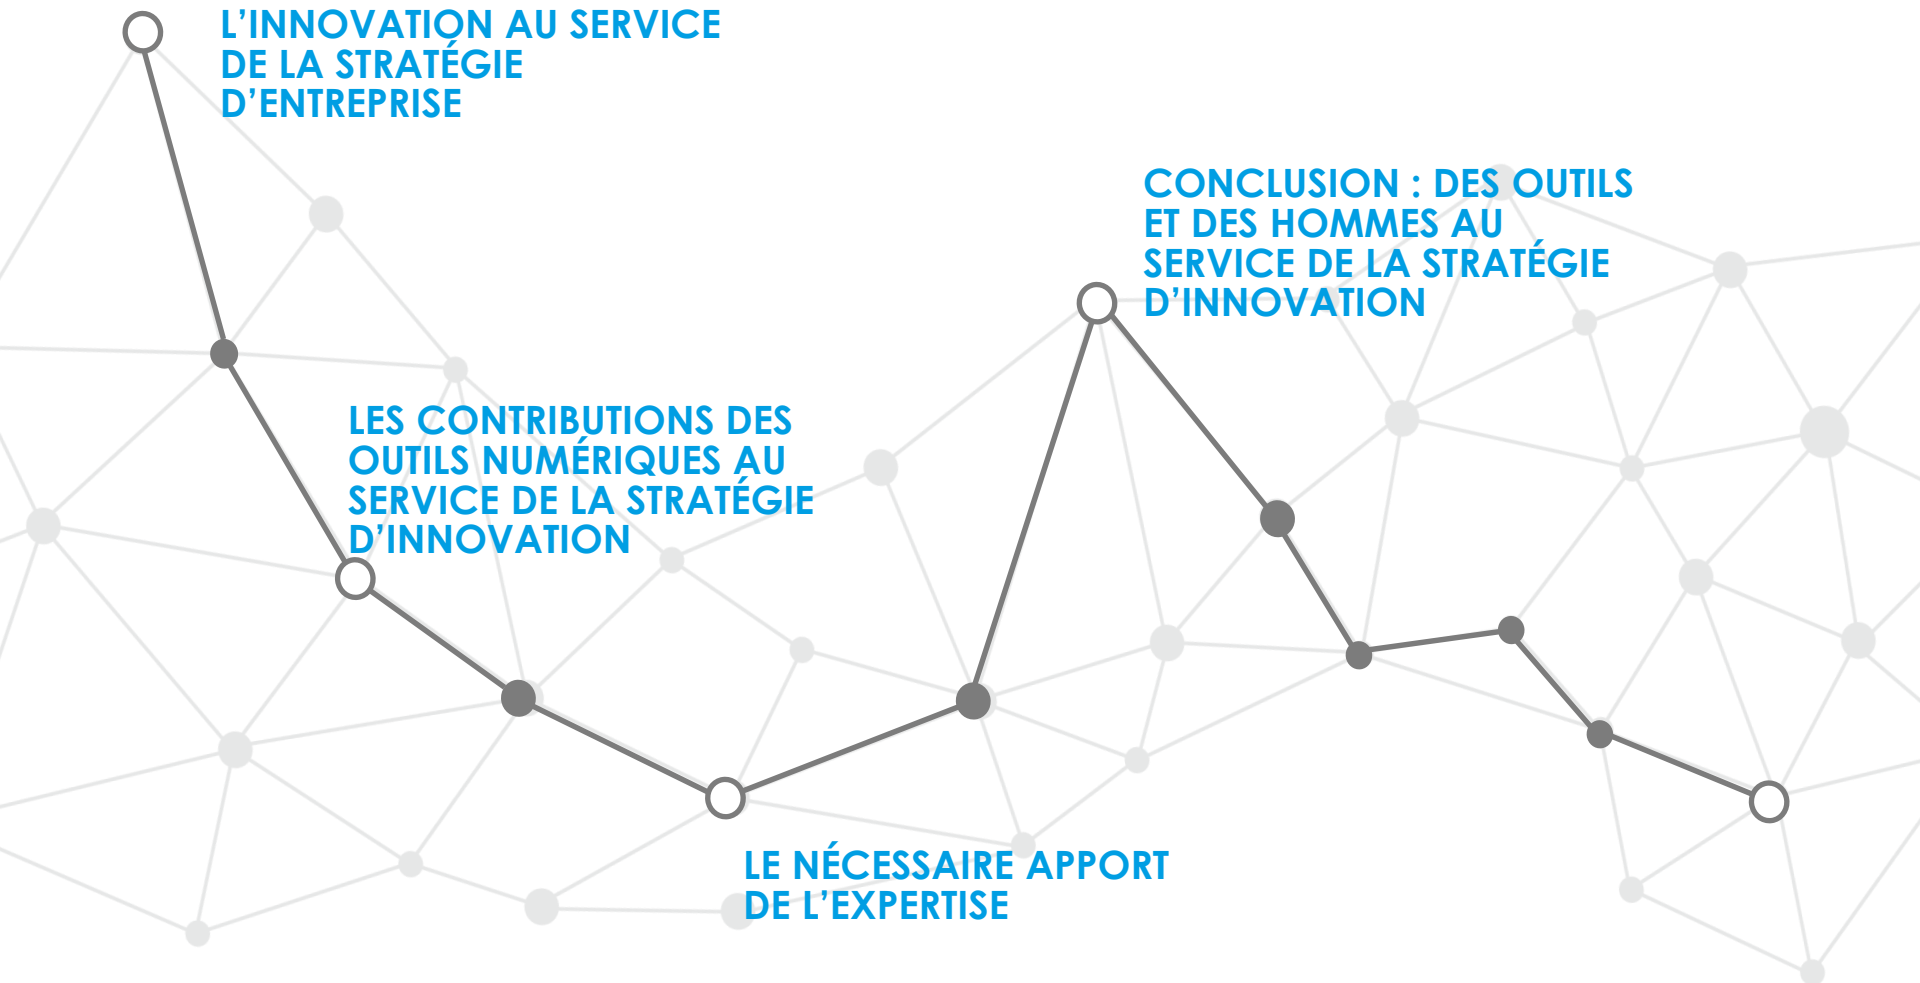 L’INNOVATION AU SERVICE
DE LA STRATÉGIE
D’ENTREPRISE
LES CONTRIBUTIONS DES
OUTILS NUMÉRIQUES AU
SERVICE DE LA STRATÉGIE
D’INNOVATION
LE NÉCESSAIRE APPORT
DE L’EXPERTISE
CONCLUSION : DES OUTILS
ET DES HOMMES AU
SERVICE DE LA STRATÉGIE
D’INNOVATION